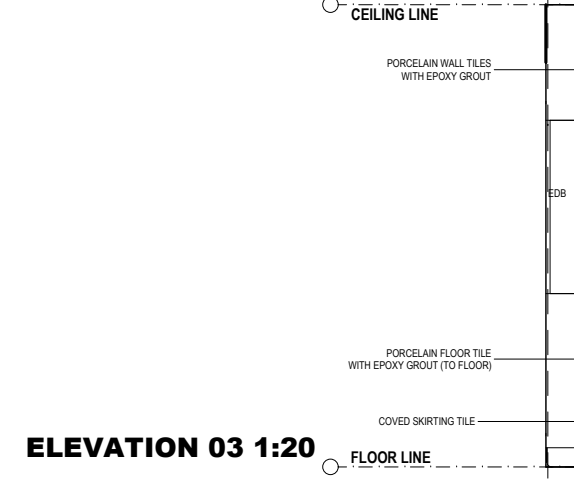 CEILING LINE
PORCELAIN WALL TILES
WITH EPOXY GROUT
EDB
PORCELAIN FLOOR TILE
WITH EPOXY GROUT (TO FLOOR)
COVED SKIRTING TILE
ELEVATION 03 1:20
FLOOR LINE